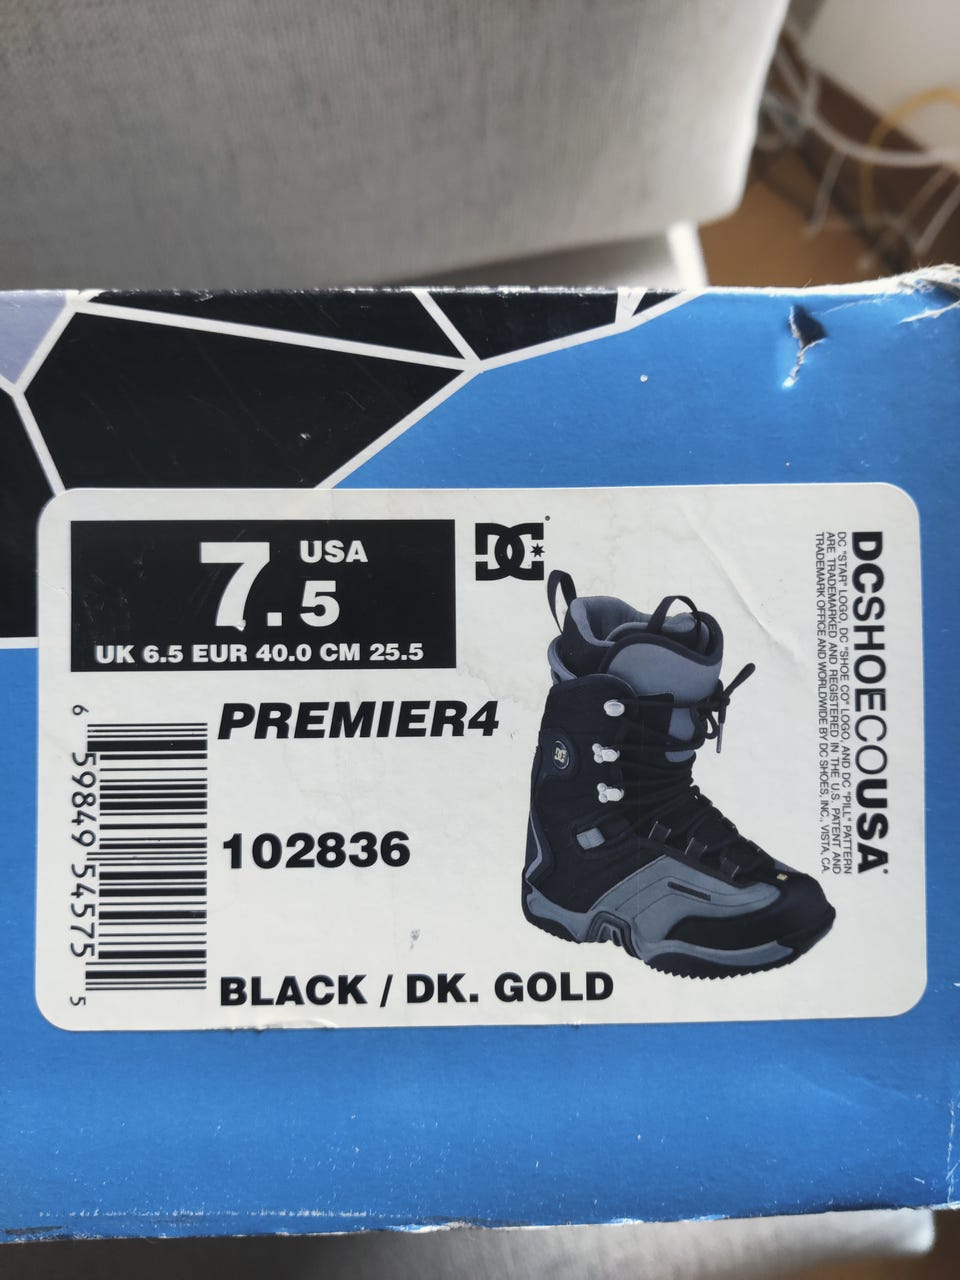 7.5 USA
UK 6.5 EUR 40.0 CM 25.5
DC
PREMIER4
102836
BLACK / DK. GOLD
6 59849 54575 5
DCSHOECOUSA
DC "STAR" LOGO, DC "SHOE CO" LOGO, AND DC "PILL" PATTERN
ARE TRADEMARKED AND REGISTERED IN THE U.S. PATENT AND
TRADEMARK OFFICE AND WORLDWIDE BY DC SHOES, INC., VISTA, CA.